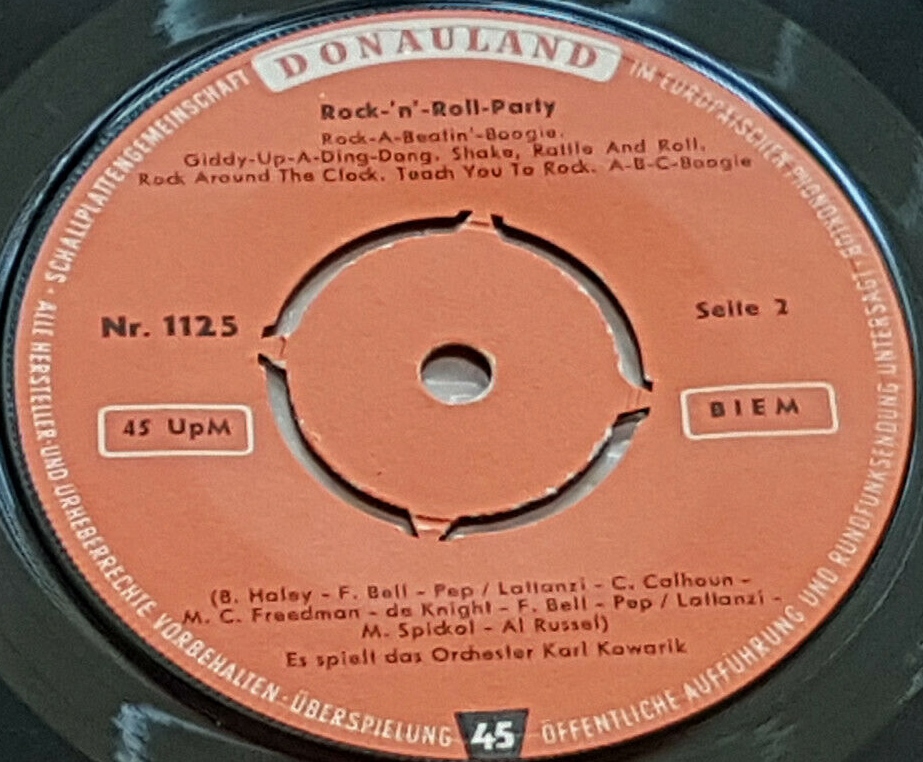 DONAULAND
SCHALLPLATTENGEMEINSCHAFT
IM EUROPÄISCHEN PHONOKLUB
Rock-'n'-Roll-Party
Rock-A-Beatin'-Boogie.
Giddy-Up-A-Ding-Dong. Shake, Rattle And Roll.
Rock Around The Clock. Teach You To Rock. A-B-C-Boogie
Nr. 1125
Seite 2
45 UpM
BIEM
(B. Haley - F. Bell - Pep / Lattanzi - C. Calhoun -
M. C. Freedman - de Knight - F. Bell - Pep / Lattanzi -
M. Spickol - Al Russel)
Es spielt das Orchester Karl Kowarik
ALLE HERSTELLER- UND URHEBERRECHTE VORBEHALTEN · ÜBERSPIELUNG
45
ÖFFENTLICHE AUFFÜHRUNG UND RUNDFUNKSENDUNG UNTERSAGT